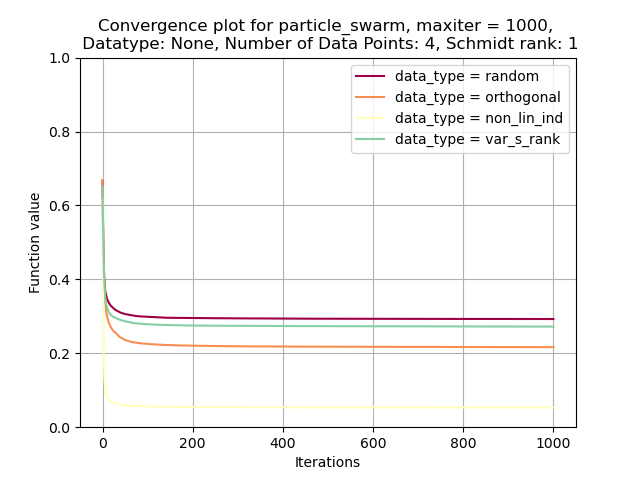 Convergence plot for particle_swarm, maxiter = 1000,
Datatype: None, Number of Data Points: 4, Schmidt rank: 1
1.0
0.8
0.6
0.4
0.2
0.0
Function value
data_type = random
data_type = orthogonal
data_type = non_lin_ind
data_type = var_s_rank
0 200 400 600 800 1000
Iterations